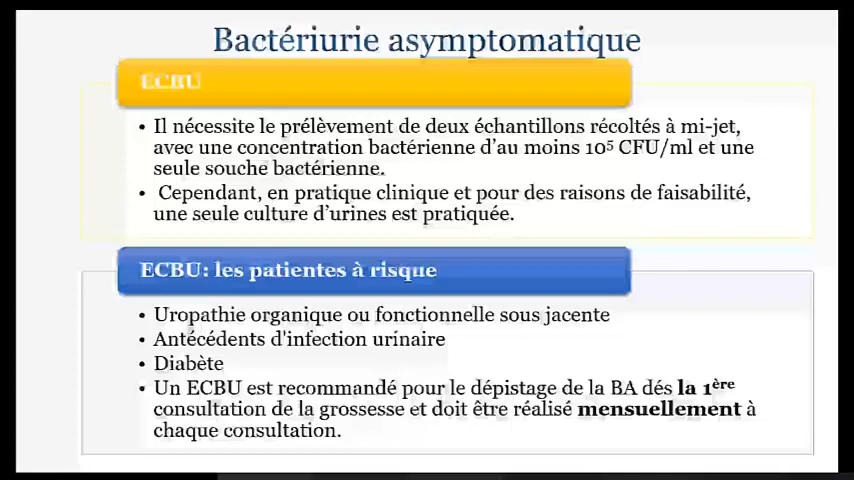 Bactériurie asymptomatique
ECBU
• Il nécessite le prélèvement de deux échantillons récoltés à mi-jet,
avec une concentration bactérienne d'au moins 10⁵ CFU/ml et une
seule souche bactérienne.
• Cependant, en pratique clinique et pour des raisons de faisabilité,
une seule culture d'urines est pratiquée.
ECBU: les patientes à risque
• Uropathie organique ou fonctionnelle sous jacente
• Antécédents d'infection urinaire
• Diabète
• Un ECBU est recommandé pour le dépistage de la BA dés la 1ère
consultation de la grossesse et doit être réalisé mensuellement à
chaque consultation.